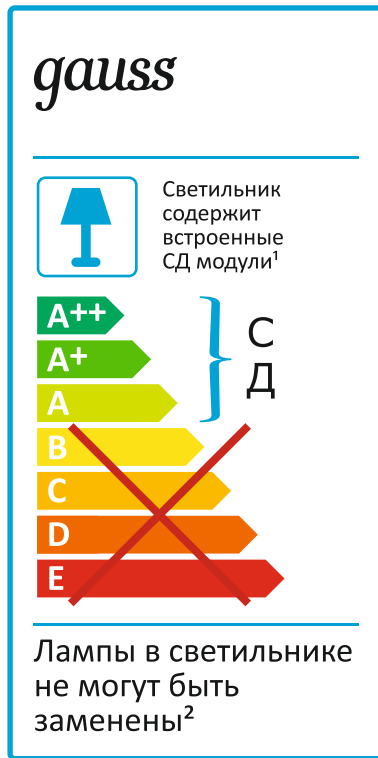 gauss
Светильник
содержит
встроенные
СД модули¹
A++
A+
A
С
Д
B
C
D
E
Лампы в светильнике
не могут быть
заменены²